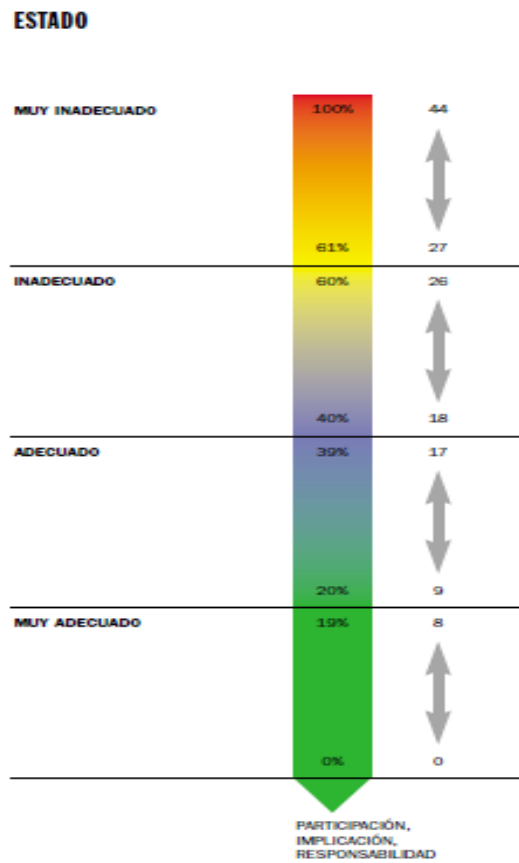 ESTADO
MUY INADECUADO 100% 44
61% 27
INADECUADO 60% 26
40% 18
ADECUADO 39% 17
20% 9
MUY ADECUADO 19% 8
0% 0
PARTICIPACIÓN,
IMPLICACIÓN,
RESPONSABILIDAD